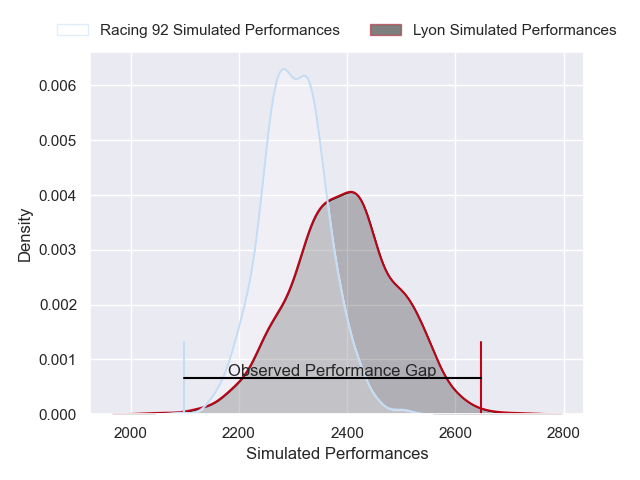 Racing 92 Simulated Performances Lyon Simulated Performances
0.006
0.005
0.004
0.003
0.002
0.001
0.000
Density
Observed Performance Gap
2000 2200 2400 2600 2800
Simulated Performances